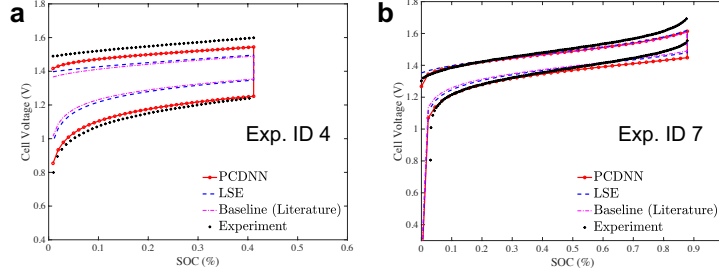 a
1.8
1.6
1.4
1.2
1
0.8
0.6
0.4
Cell Voltage (V)
Exp. ID 4
PCDNN
LSE
Baseline (Literature)
Experiment
0 0.1 0.2 0.3 0.4 0.5 0.6
SOC (%)
b
1.8
1.6
1.4
1.2
1
0.8
0.6
0.4
Cell Voltage (V)
Exp. ID 7
PCDNN
LSE
Baseline (Literature)
Experiment
0 0.1 0.2 0.3 0.4 0.5 0.6 0.7 0.8 0.9
SOC (%)